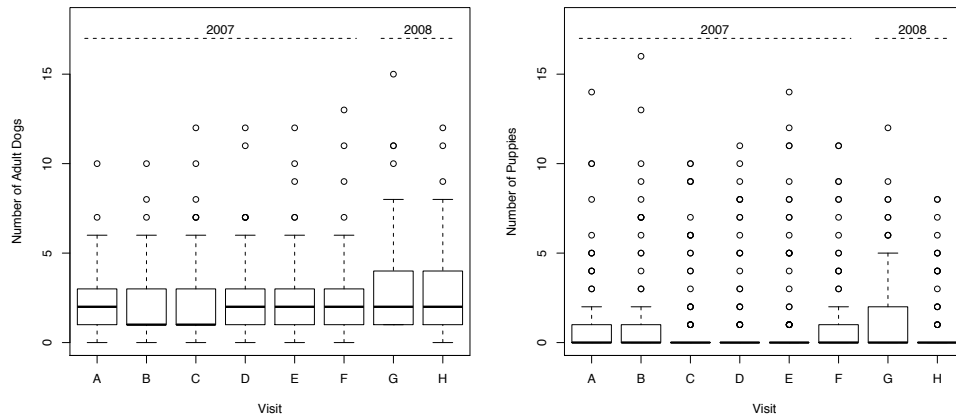 2007
2008
Number of Adult Dogs
15
10
5
0
A B C D E F G H
Visit
2007
2008
Number of Puppies
15
10
5
0
A B C D E F G H
Visit